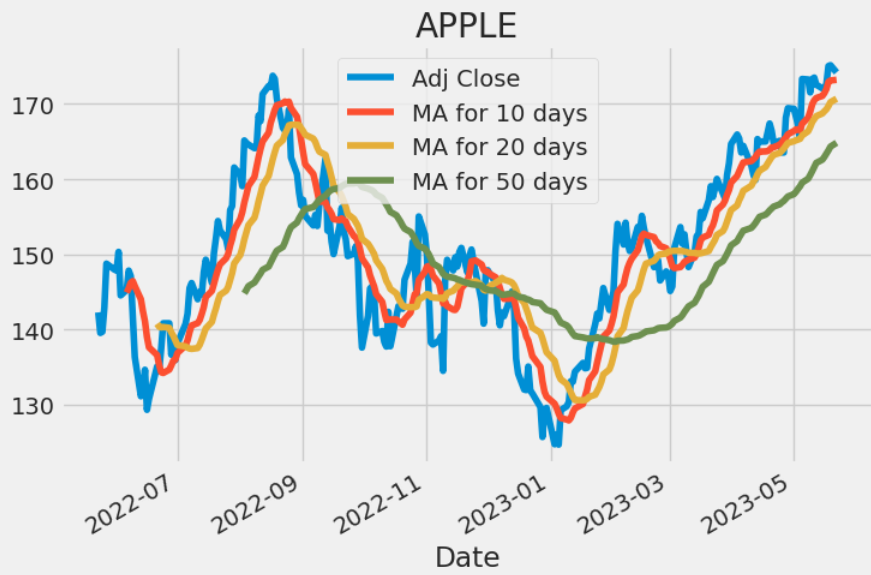 APPLE
Adj Close
MA for 10 days
MA for 20 days
MA for 50 days
170
160
150
140
130
2022-07
2022-09
2022-11
2023-01
2023-03
2023-05
Date